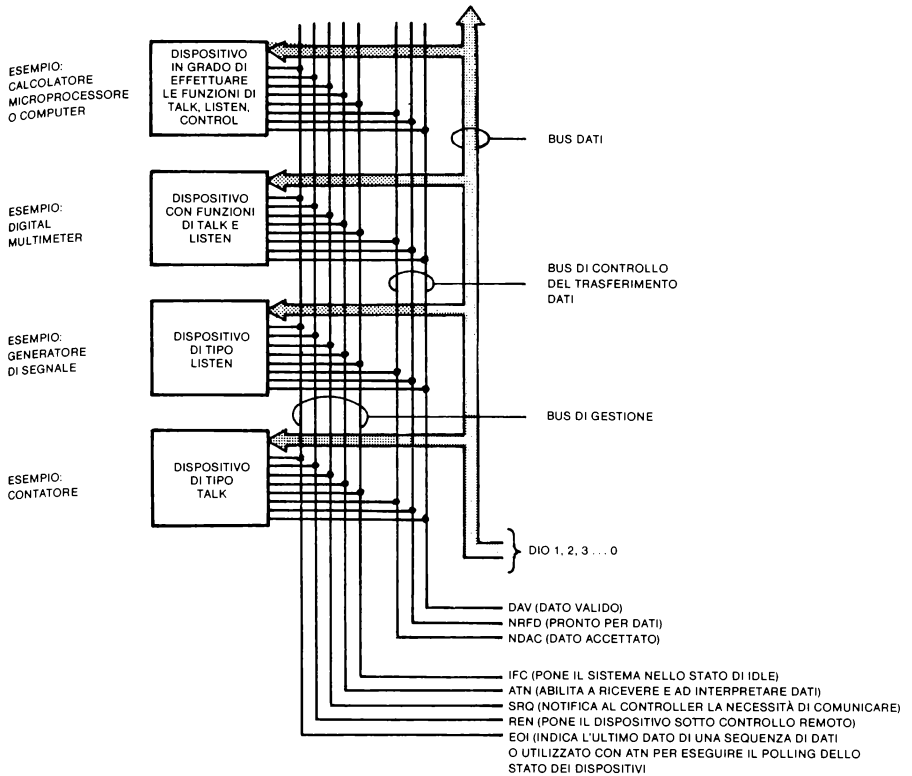 ESEMPIO:
CALCOLATORE
MICROPROCESSORE
O COMPUTER
DISPOSITIVO
IN GRADO DI
EFFETTUARE
LE FUNZIONI DI
TALK, LISTEN,
CONTROL
BUS DATI
ESEMPIO:
DIGITAL
MULTIMETER
DISPOSITIVO
CON FUNZIONI
DI TALK E
LISTEN
BUS DI CONTROLLO
DEL TRASFERIMENTO
DATI
ESEMPIO:
GENERATORE
DI SEGNALE
DISPOSITIVO
DI TIPO
LISTEN
BUS DI GESTIONE
ESEMPIO:
CONTATORE
DISPOSITIVO
DI TIPO
TALK
DIO 1, 2, 3 . . . 0
DAV (DATO VALIDO)
NRFD (PRONTO PER DATI)
NDAC (DATO ACCETTATO)
IFC (PONE IL SISTEMA NELLO STATO DI IDLE)
ATN (ABILITA A RICEVERE E AD INTERPRETARE DATI)
SRQ (NOTIFICA AL CONTROLLER LA NECESSITÀ DI COMUNICARE)
REN (PONE IL DISPOSITIVO SOTTO CONTROLLO REMOTO)
EOI (INDICA L'ULTIMO DATO DI UNA SEQUENZA DI DATI
O UTILIZZATO CON ATN PER ESEGUIRE IL POLLING DELLO
STATO DEI DISPOSITIVI